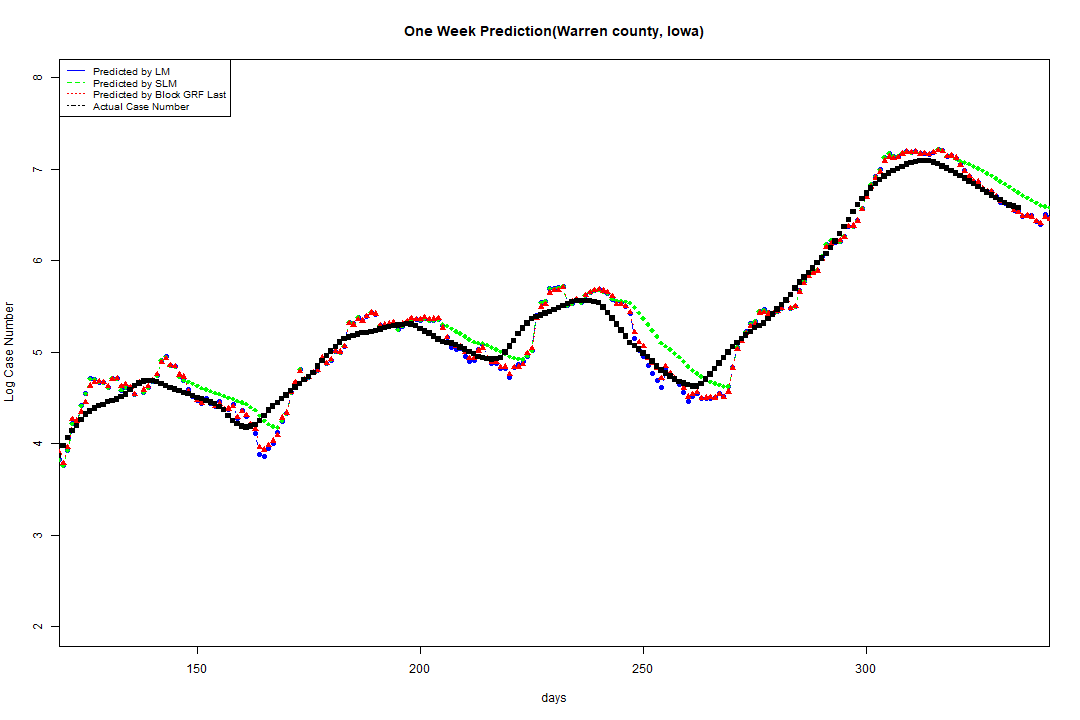 One Week Prediction(Warren county, Iowa)
Predicted by LM
Predicted by SLM
Predicted by Block GRF Last
Actual Case Number
Log Case Number
8
7
6
5
4
3
2
150 200 250 300
days